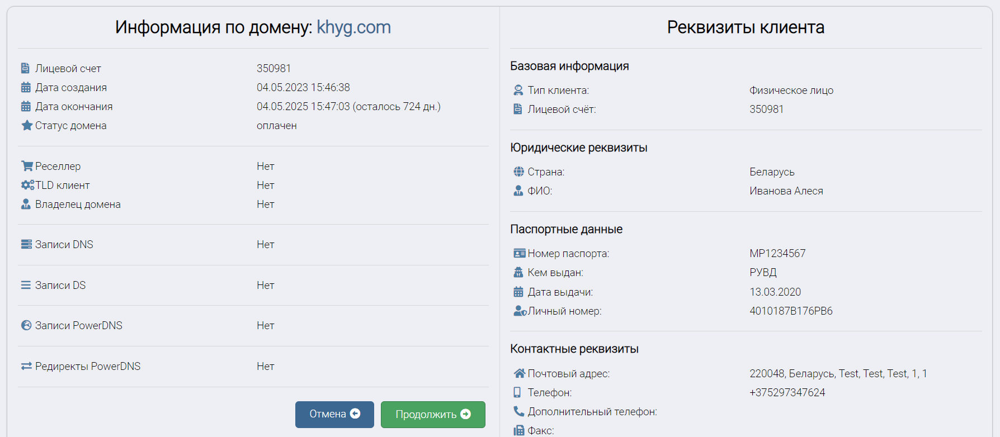 Информация по домену: khyg.com
Лицевой счет 350981
Дата создания 04.05.2023 15:46:38
Дата окончания 04.05.2025 15:47:03 (осталось 724 дн.)
Статус домена оплачен
Реселлер Нет
TLD клиент Нет
Владелец домена Нет
Записи DNS Нет
Записи DS Нет
Записи PowerDNS Нет
Редиректы PowerDNS Нет
Отмена Продолжить
Реквизиты клиента
Базовая информация
Тип клиента: Физическое лицо
Лицевой счёт: 350981
Юридические реквизиты
Страна: Беларусь
ФИО: Иванова Алеся
Паспортные данные
Номер паспорта: MP1234567
Кем выдан: РУВД
Дата выдачи: 13.03.2020
Личный номер: 4010187B176PB6
Контактные реквизиты
Почтовый адрес: 220048, Беларусь, Test, Test, Test, 1, 1
Телефон: +375297347624
Дополнительный телефон:
Факс: